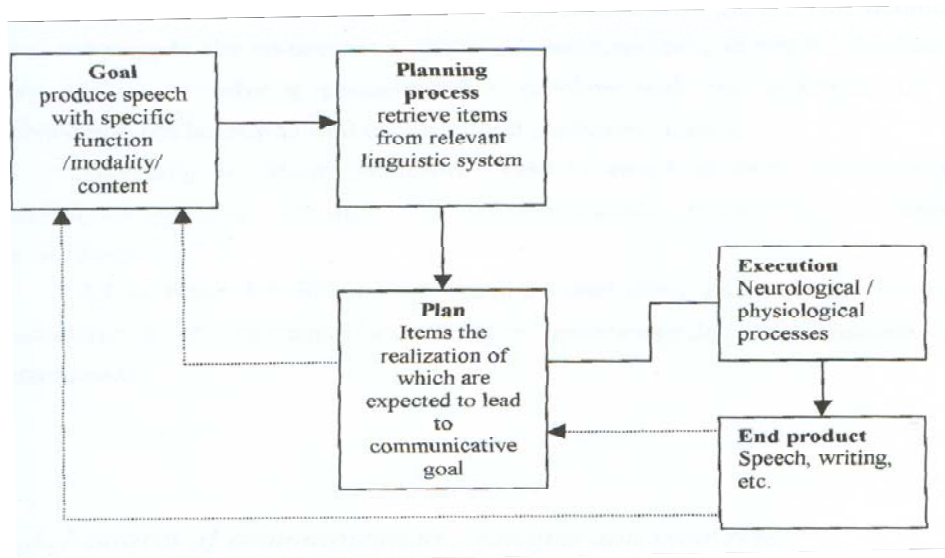 Goal
produce speech
with specific
function
/modality/
content
Planning
process
retrieve items
from relevant
linguistic system
Plan
Items the
realization of
which are
expected to lead
to
communicative
goal
Execution
Neurological /
physiological
processes
End product
Speech, writing,
etc.